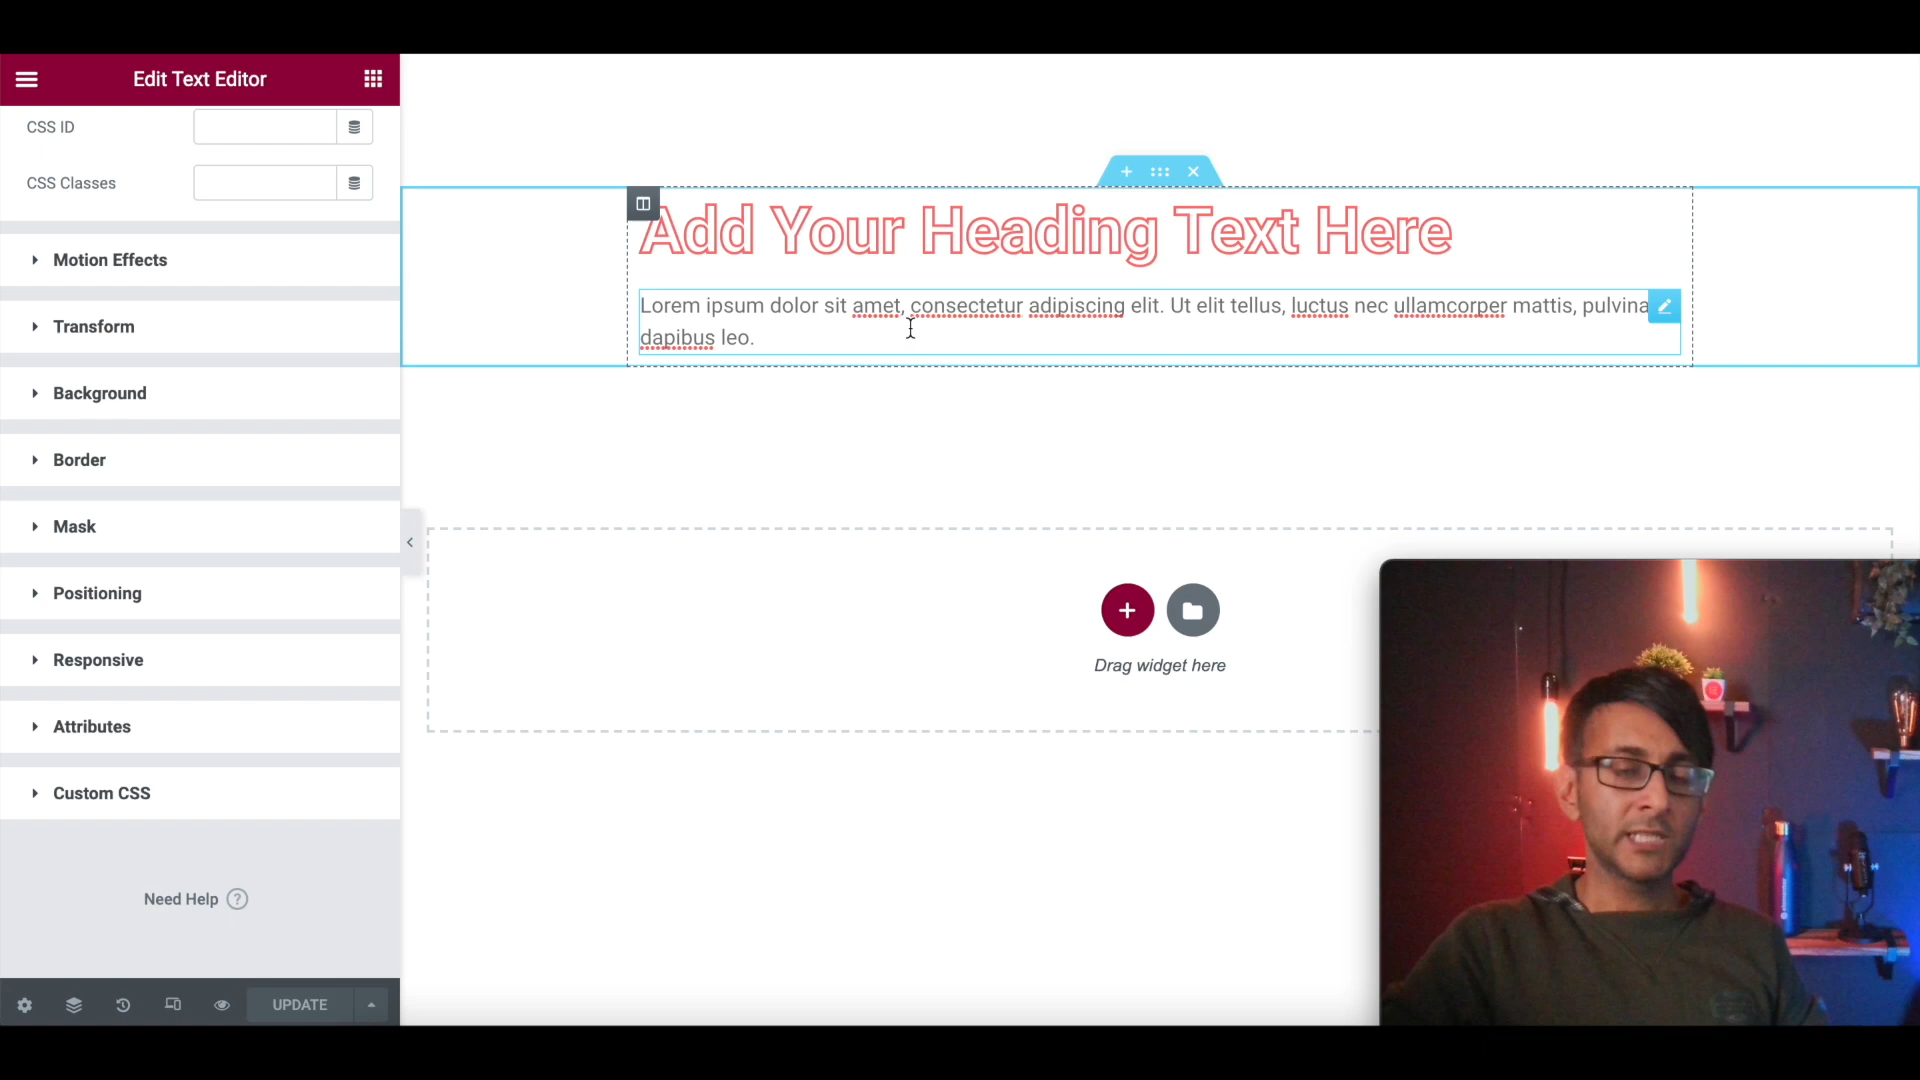 Edit Text Editor
CSS ID
CSS Classes
Motion Effects
Transform
Background
Border
Mask
Positioning
Responsive
Attributes
Custom CSS
Need Help ?
UPDATE
Add Your Heading Text Here
Lorem ipsum dolor sit amet, consectetur adipiscing elit. Ut elit tellus, luctus nec ullamcorper mattis, pulvina
dapibus leo.
Drag widget here